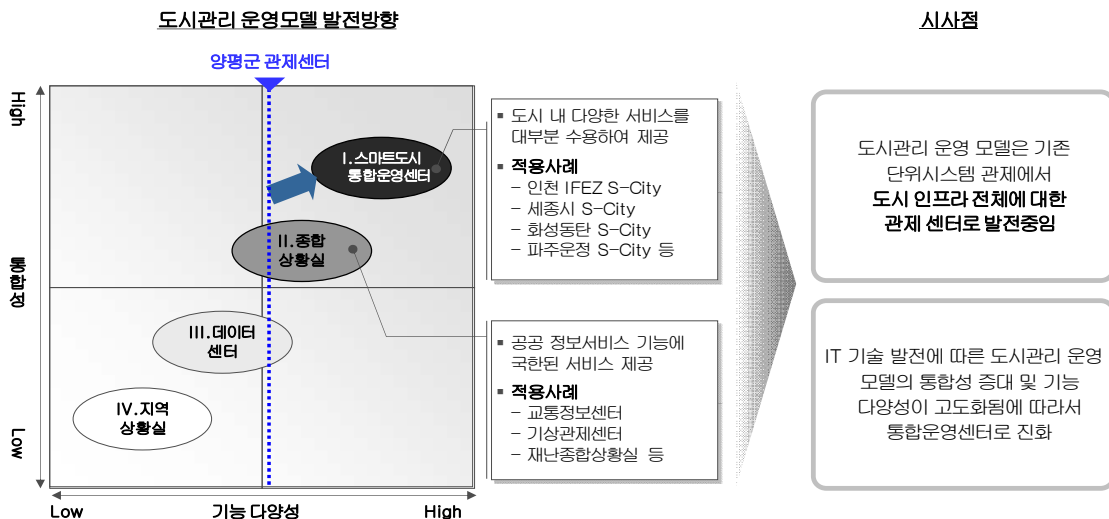 도시관리 운영모델 발전방향
시사점
양평군 관제센터
High
통합성
Low
I.스마트도시
통합운영센터
II.종합
상황실
III.데이터
센터
IV.지역
상황실
Low
기능 다양성
High
▪ 도시 내 다양한 서비스를
대부분 수용하여 제공
▪ 적용사례
– 인천 IFEZ S-City
– 세종시 S-City
– 화성동탄 S-City
– 파주운정 S-City 등
▪ 공공 정보서비스 기능에
국한된 서비스 제공
▪ 적용사례
– 교통정보센터
– 기상관제센터
– 재난종합상황실 등
도시관리 운영 모델은 기존
단위시스템 관제에서
도시 인프라 전체에 대한
관제 센터로 발전중임
IT 기술 발전에 따른 도시관리 운영
모델의 통합성 증대 및 기능
다양성이 고도화됨에 따라서
통합운영센터로 진화